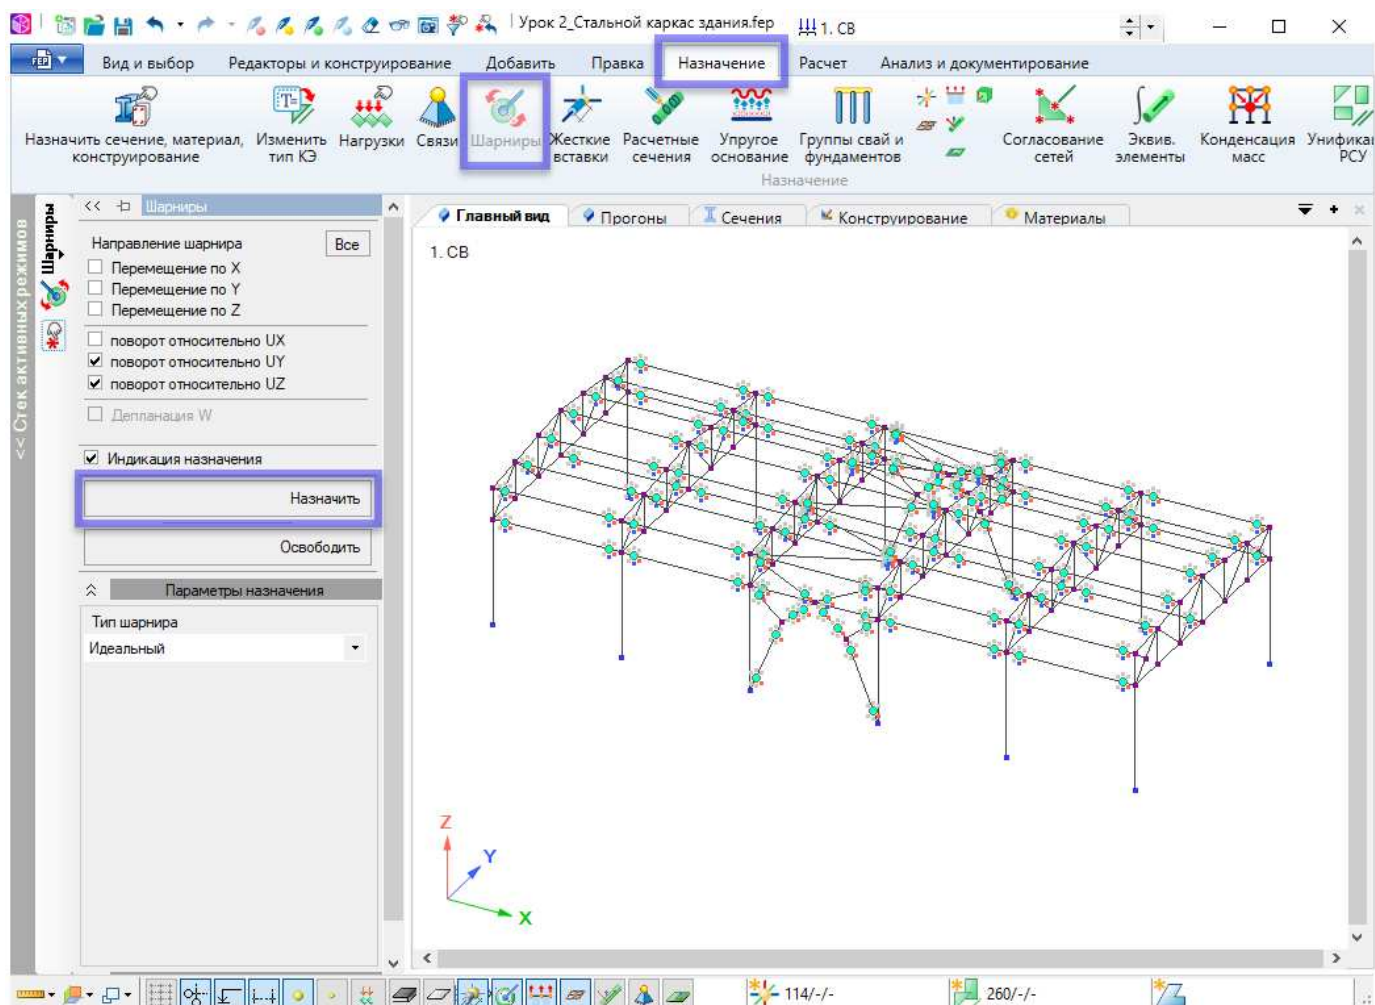 Урок 2_Стальной каркас здания.fep 1. СВ
FEP Вид и выбор Редакторы и конструирование Добавить Правка Назначение Расчет Анализ и документирование
Назначить сечение, материал, Изменить Нагрузки Связи Шарниры Жесткие Расчетные Упругое Группы свай и Согласование Эквив. Конденсация
конструирование тип КЭ вставки сечения основание фундаментов сетей элементы масс РСУ
Назначение
<< Стек активных режимов
Шарниры
<< Шарниры
Направление шарнира Все
Перемещение по X
Перемещение по Y
Перемещение по Z
поворот относительно UX
поворот относительно UY
поворот относительно UZ
Депланация W
Индикация назначения
Назначить
Освободить
Параметры назначения
Тип шарнира
Идеальный
Главный вид Прогоны Сечения Конструирование Материалы
1. СВ
Z
Y
X
114/-/- 260/-/-